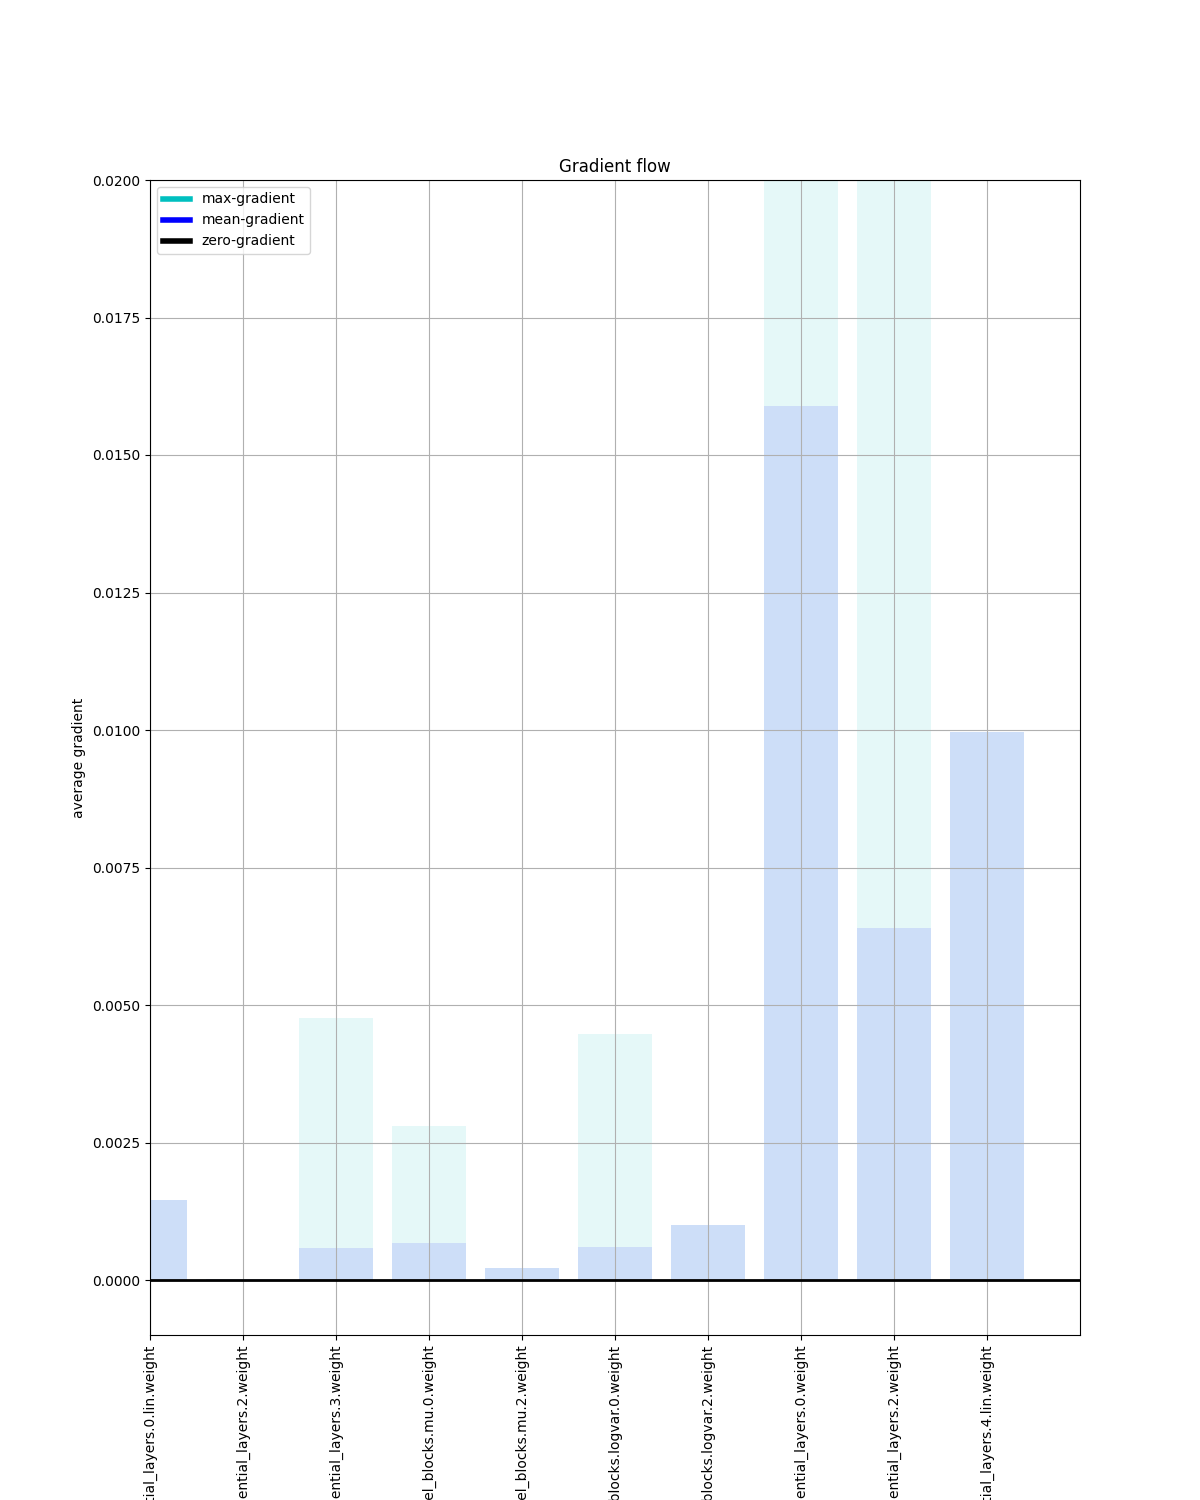 Gradient flow
max-gradient
mean-gradient
zero-gradient
0.0200
0.0175
0.0150
0.0125
0.0100
0.0075
0.0050
0.0025
0.0000
average gradient
tial_layers.0.lin.weight
ential_layers.2.weight
ential_layers.3.weight
el_blocks.mu.0.weight
el_blocks.mu.2.weight
blocks.logvar.0.weight
blocks.logvar.2.weight
ential_layers.0.weight
ential_layers.2.weight
tial_layers.4.lin.weight